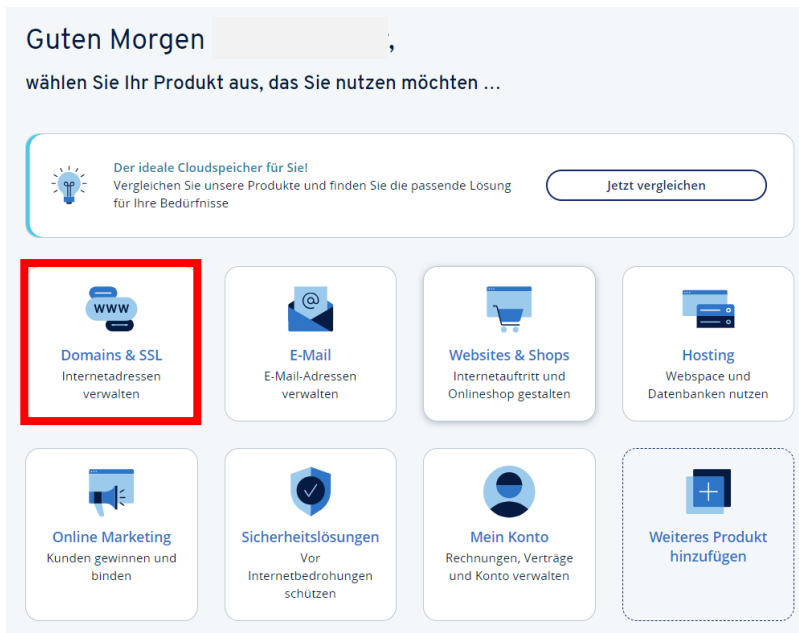 Guten Morgen ,
wählen Sie Ihr Produkt aus, das Sie nutzen möchten ...
Der ideale Cloudspeicher für Sie!
Vergleichen Sie unsere Produkte und finden Sie die passende Lösung
für Ihre Bedürfnisse
Jetzt vergleichen
www
Domains & SSL
Internetadressen
verwalten
@
E-Mail
E-Mail-Adressen
verwalten
Websites & Shops
Internetauftritt und
Onlineshop gestalten
Hosting
Webspace und
Datenbanken nutzen
Online Marketing
Kunden gewinnen und
binden
Sicherheitslösungen
Vor
Internetbedrohungen
schützen
Mein Konto
Rechnungen, Verträge
und Konto verwalten
Weiteres Produkt
hinzufügen